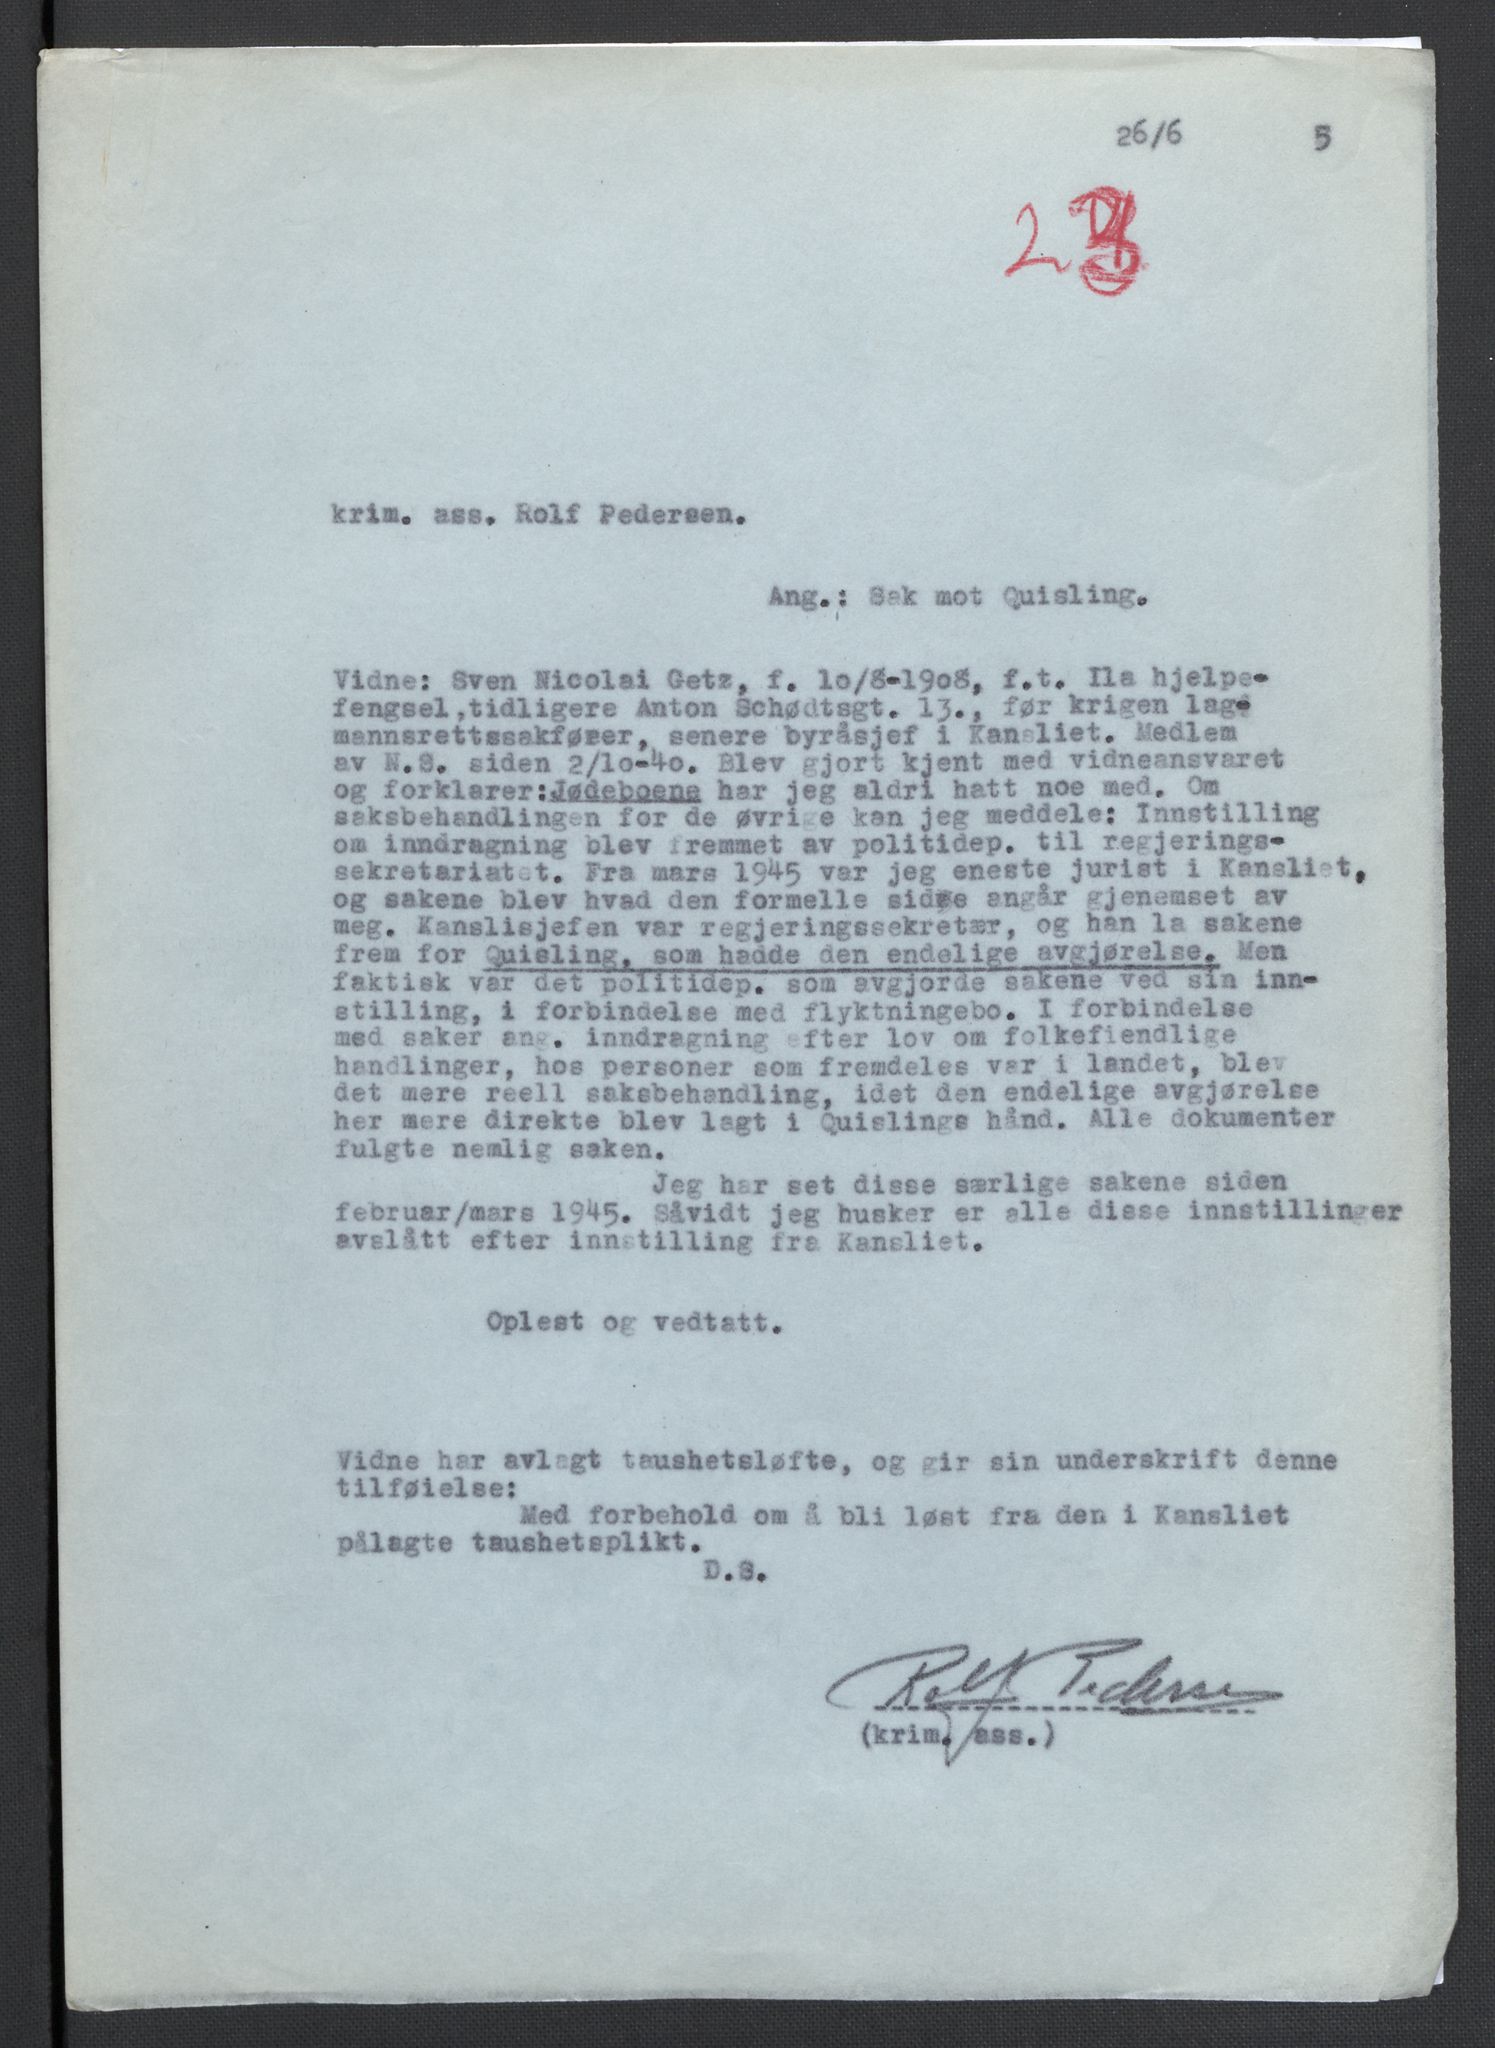 26/6 5
2
krim. ass. Rolf Pedersen.
Ang.: Sak mot Quisling.
Vidne: Sven Nicolai Getz, f. 10/8-1908, f.t. Ila hjelpe-
fengsel,tidligere Anton Schødtsgt. 13., før krigen lag-
mannsrettssakfører, senere byråsjef i Kansliet. Medlem
av N.S. siden 2/10-40. Blev gjort kjent med vidneansvaret
og forklarer:Jødeboene har jeg aldri hatt noe med. Om
saksbehandlingen for de øvrige kan jeg meddele: Innstilling
om inndragning blev fremmet av politidep. til regjerings-
sekretariatet. Fra mars 1945 var jeg eneste jurist i Kansliet,
og sakene blev hvad den formelle side angår gjenemset av
meg. Kanslisjefen var regjeringssekretær, og han la sakene
frem for Quisling, som hadde den endelige avgjørelse. Men
faktisk var det politidep. som avgjorde sakene ved sin inn-
stilling, i forbindelse med flyktningebo. I forbindelse
med saker ang. inndragning efter lov om folkefiendlige
handlinger, hos personer som fremdeles var i landet, blev
det mere reell saksbehandling, idet den endelige avgjørelse
her mere direkte blev lagt i Quislings hånd. Alle dokumenter
fulgte nemlig saken.
Jeg har set disse særlige sakene siden
februar/mars 1945. Såvidt jeg husker er alle disse innstillinger
avslått efter innstilling fra Kansliet.
Oplest og vedtatt.
Vidne har avlagt taushetsløfte, og gir sin underskrift denne
tilføielse:
Med forbehold om å bli løst fra den i Kansliet
pålagte taushetsplikt.
D.S.
Rolf Pedersen
(krim. ass.)